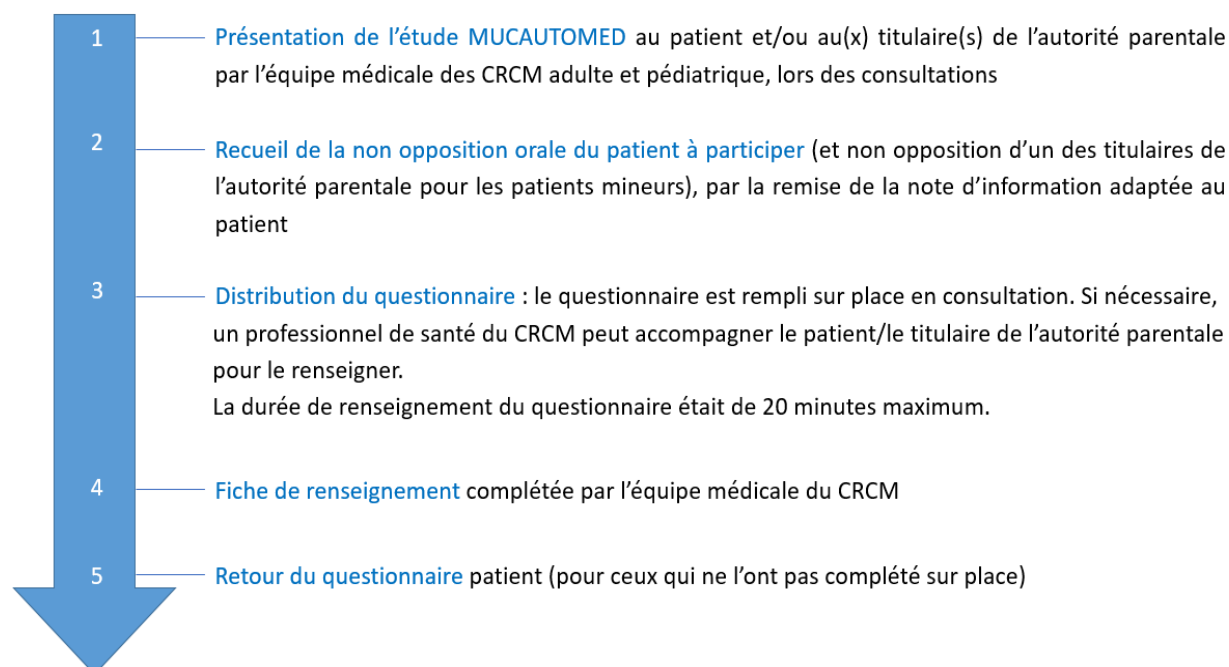 1
Présentation de l’étude MUCAUTOMED au patient et/ou au(x) titulaire(s) de l’autorité parentale
par l’équipe médicale des CRCM adulte et pédiatrique, lors des consultations
2
Recueil de la non opposition orale du patient à participer (et non opposition d’un des titulaires de
l’autorité parentale pour les patients mineurs), par la remise de la note d’information adaptée au
patient
3
Distribution du questionnaire : le questionnaire est rempli sur place en consultation. Si nécessaire,
un professionnel de santé du CRCM peut accompagner le patient/le titulaire de l’autorité parentale
pour le renseigner.
La durée de renseignement du questionnaire était de 20 minutes maximum.
4
Fiche de renseignement complétée par l’équipe médicale du CRCM
5
Retour du questionnaire patient (pour ceux qui ne l’ont pas complété sur place)